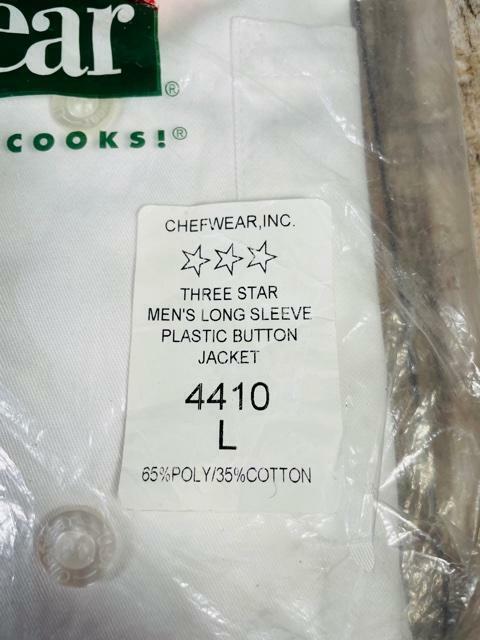 ear®
COOKS!®
CHEFWEAR,INC.
THREE STAR
MEN'S LONG SLEEVE
PLASTIC BUTTON
JACKET
4410
L
65%POLY/35%COTTON